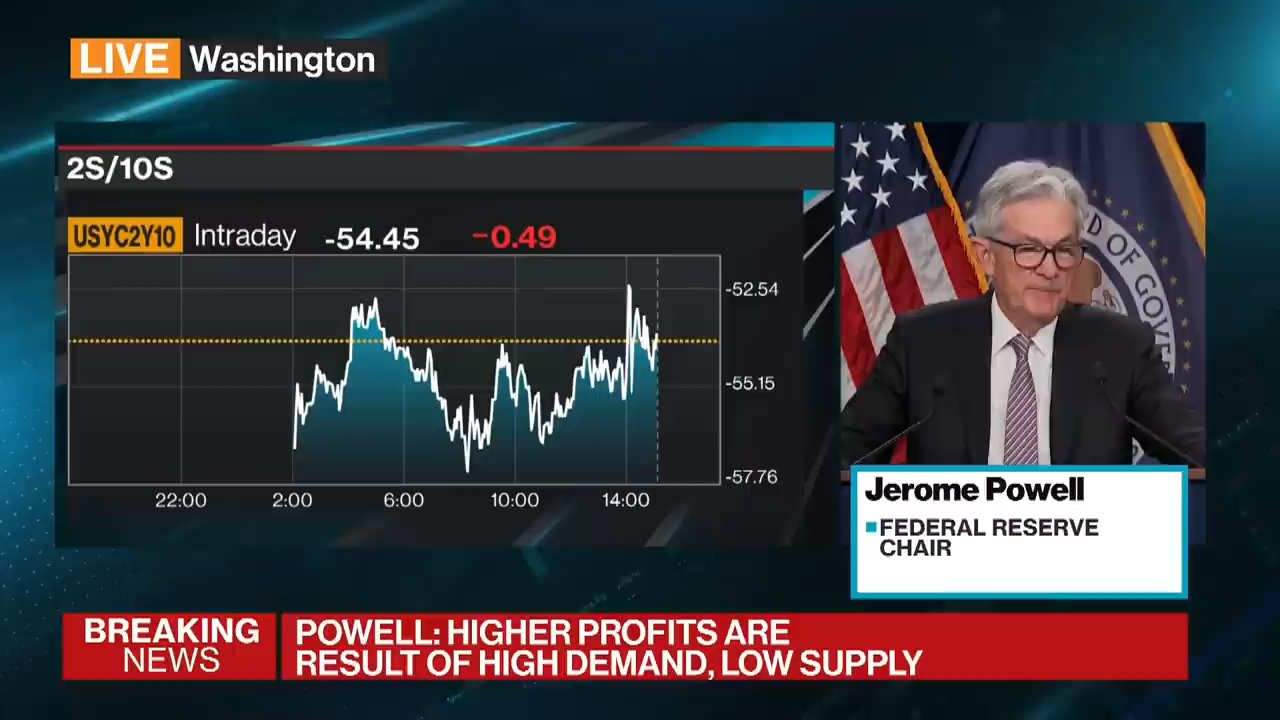 LIVE Washington
2S/10S
USYC2Y10 Intraday -54.45 -0.49
-52.54
-55.15
-57.76
22:00 2:00 6:00 10:00 14:00
D OF GOVER
Jerome Powell
FEDERAL RESERVE
CHAIR
BREAKING
NEWS
POWELL: HIGHER PROFITS ARE
RESULT OF HIGH DEMAND, LOW SUPPLY